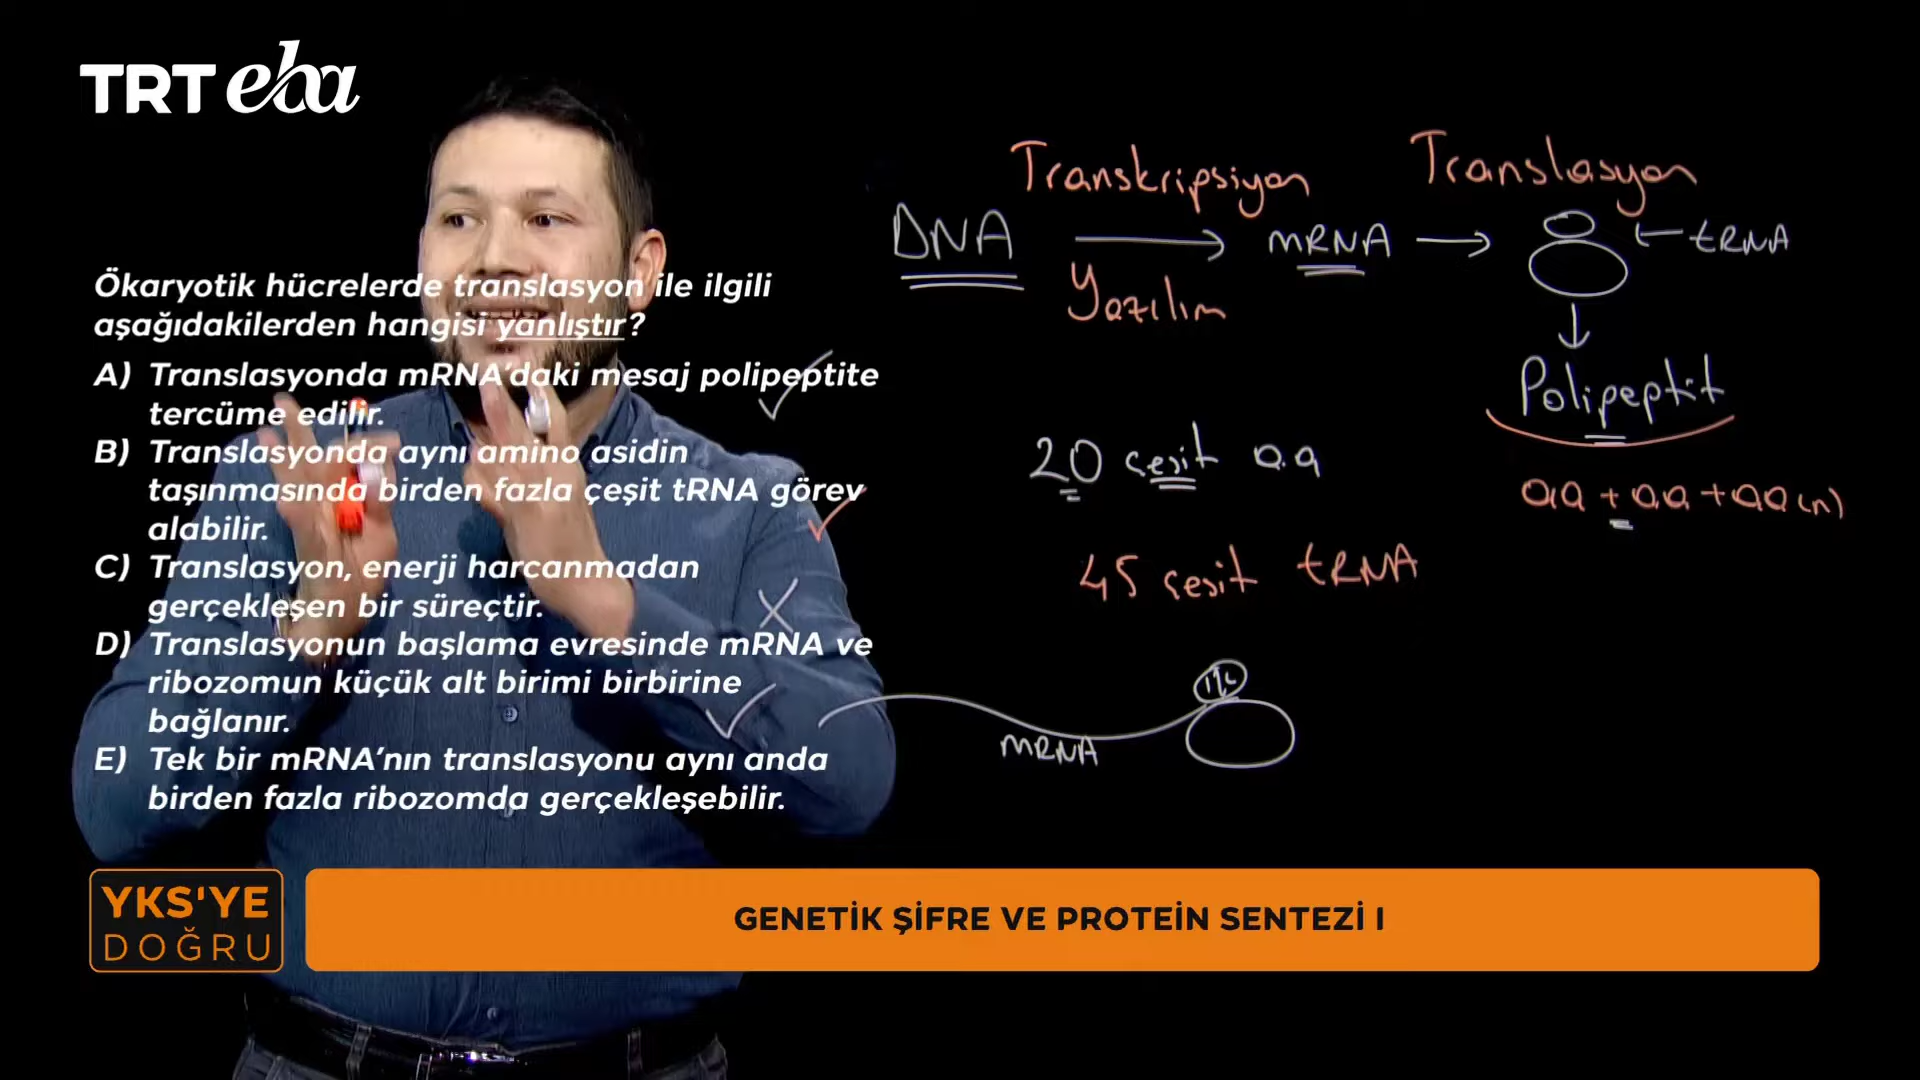 TRT eba
Ökaryotik hücrelerde translasyon ile ilgili
aşağıdakilerden hangisi yanlıştır?
A) Translasyonda mRNA’daki mesaj polipeptite
tercüme edilir.
B) Translasyonda aynı amino asidin
taşınmasında birden fazla çeşit tRNA görev
alabilir.
C) Translasyon, enerji harcanmadan
gerçekleşen bir süreçtir.
D) Translasyonun başlama evresinde mRNA ve
ribozomun küçük alt birimi birbirine
bağlanır.
E) Tek bir mRNA’nın translasyonu aynı anda
birden fazla ribozomda gerçekleşebilir.
Transkripsiyon
Translasyon
DNA → mRNA → ← tRNA
Yazılım
Polipeptit
20 çeşit a.a
aa + aa + aa (n)
45 çeşit tRNA
mRNA
YKS'YE
DOĞRU
GENETİK ŞİFRE VE PROTEİN SENTEZİ I